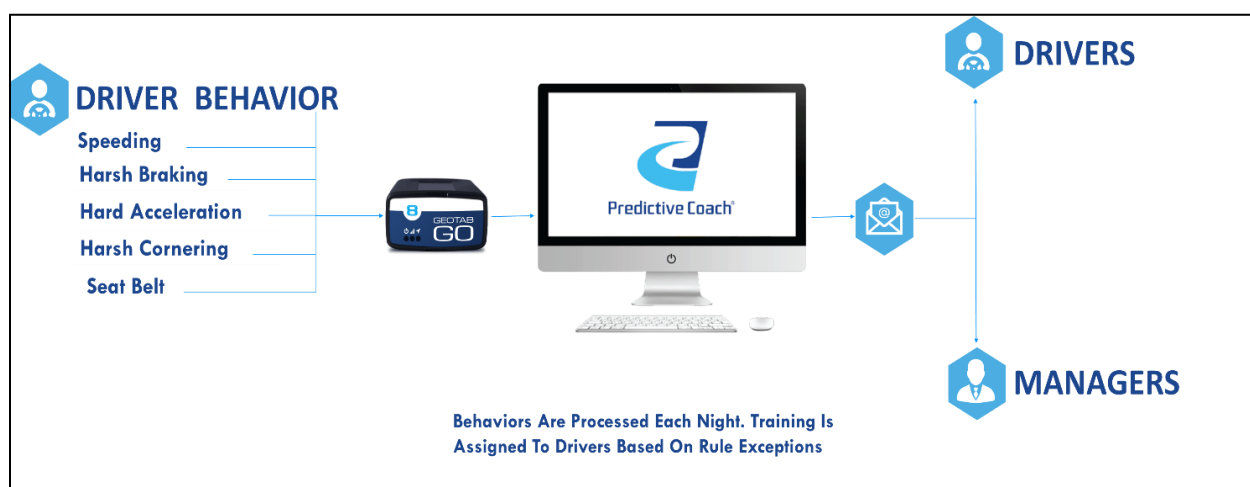 DRIVER BEHAVIOR
Speeding
Harsh Braking
Hard Acceleration
Harsh Cornering
Seat Belt
8
GEOTAB
GO
Predictive Coach®
@
DRIVERS
MANAGERS
Behaviors Are Processed Each Night. Training Is
Assigned To Drivers Based On Rule Exceptions